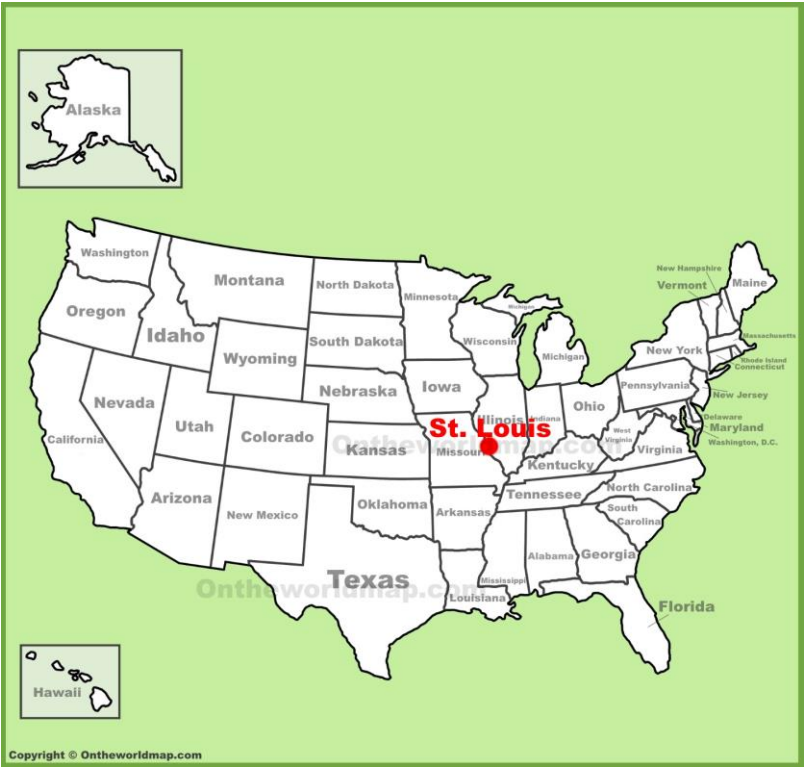 Alaska
Washington
Montana
North Dakota
Minnesota
Michigan
New Hampshire
Vermont
Maine
Oregon
Idaho
South Dakota
Wisconsin
Michigan
New York
Massachusetts
Rhode Island
Connecticut
Wyoming
Nebraska
Iowa
Pennsylvania
New Jersey
Nevada
Utah
Colorado
Illinois
Indiana
Ohio
Delaware
Maryland
Washington, D.C.
California
St. Louis
Ontheworldmap.com
Kansas
Missouri
West
Virginia
Virginia
Kentucky
Arizona
New Mexico
Oklahoma
Arkansas
Tennessee
North Carolina
South
Carolina
Texas
Ontheworldmap.com
Louisiana
Mississippi
Alabama
Georgia
Florida
Hawaii
Copyright © Ontheworldmap.com